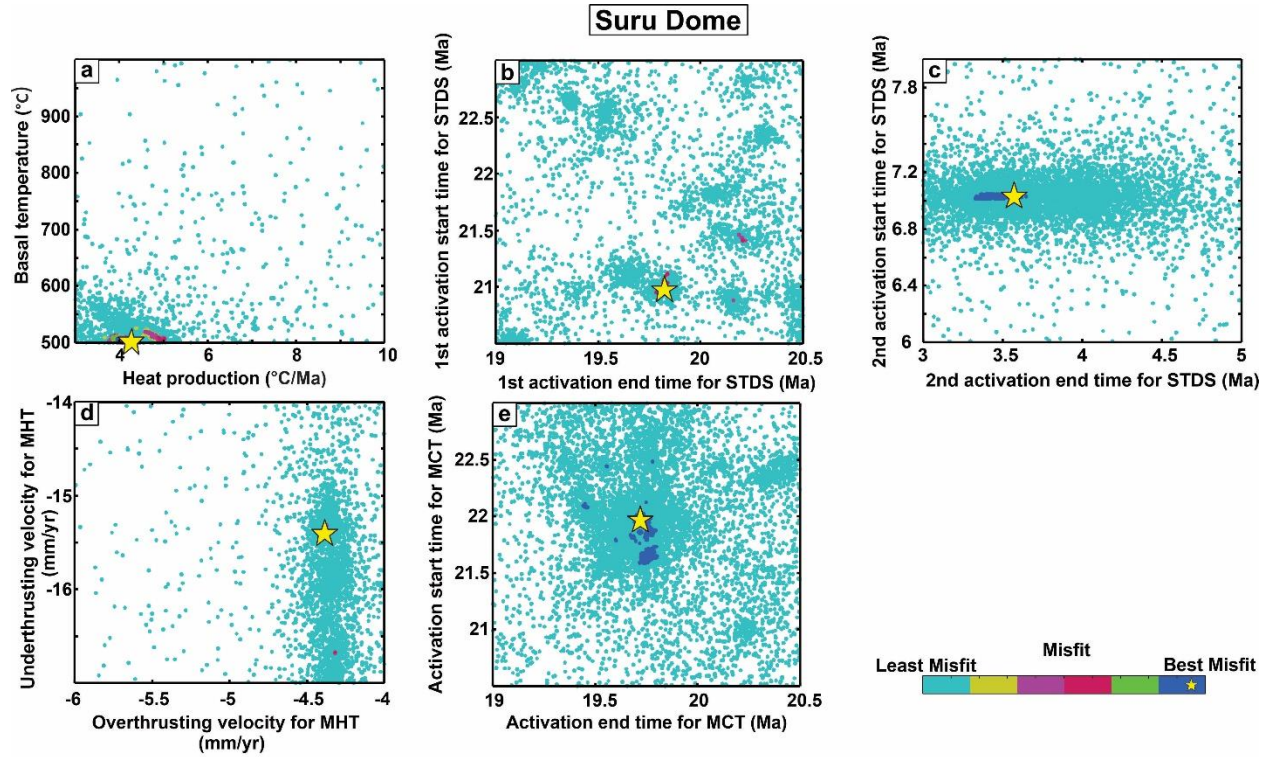 Suru Dome
a
Basal temperature (°C)
900
800
700
600
500
4
6
8
10
Heat production (°C/Ma)
b
1st activation start time for STDS (Ma)
22.5
22
21.5
21
19
19.5
20
20.5
1st activation end time for STDS (Ma)
c
2nd activation start time for STDS (Ma)
7.8
7.2
6.8
6.4
6
3
3.5
4
4.5
5
2nd activation end time for STDS (Ma)
d
Underthrusting velocity for MHT
(mm/yr)
-14
-15
-16
-6
-5.5
-5
-4.5
-4
Overthrusting velocity for MHT
(mm/yr)
e
Activation start time for MCT (Ma)
22.5
22
21.5
21
19
19.5
20
20.5
Activation end time for MCT (Ma)
Misfit
Least Misfit
Best Misfit